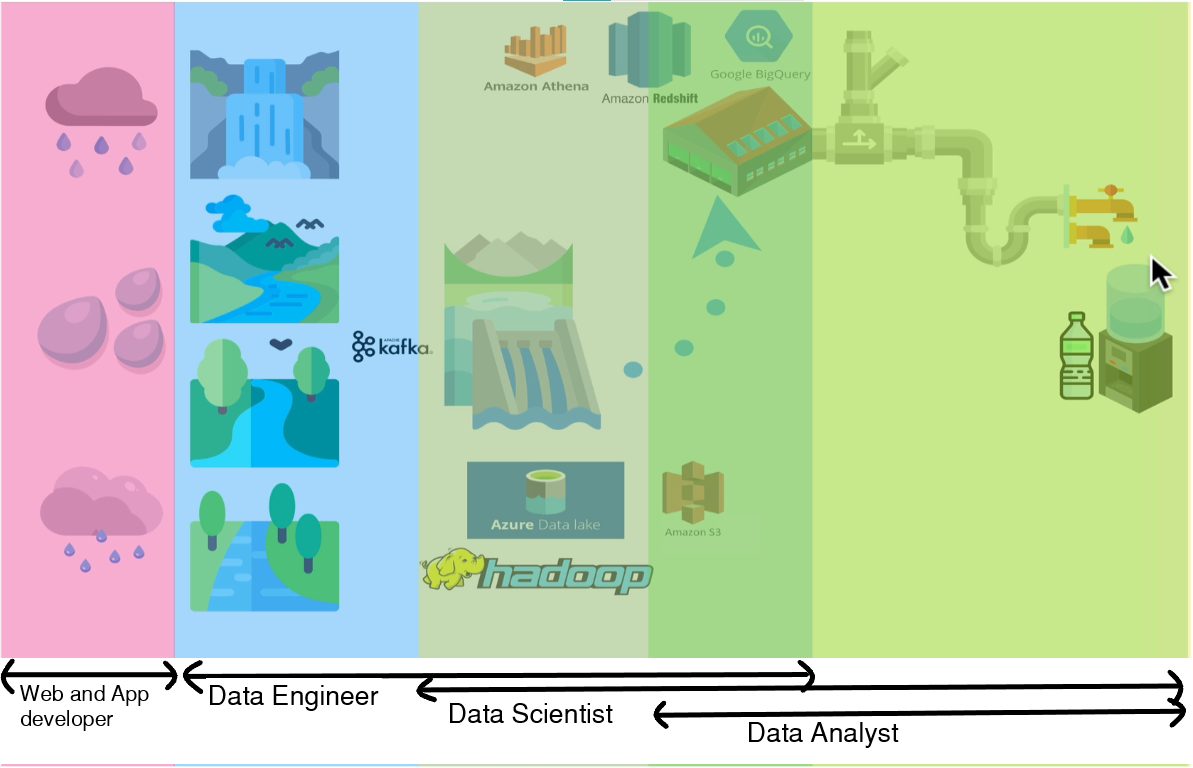 Amazon Athena
Amazon Redshift
Google BigQuery
APACHE
kafka
Azure Data lake
Amazon S3
hadoop
Web and App
developer
Data Engineer
Data Scientist
Data Analyst